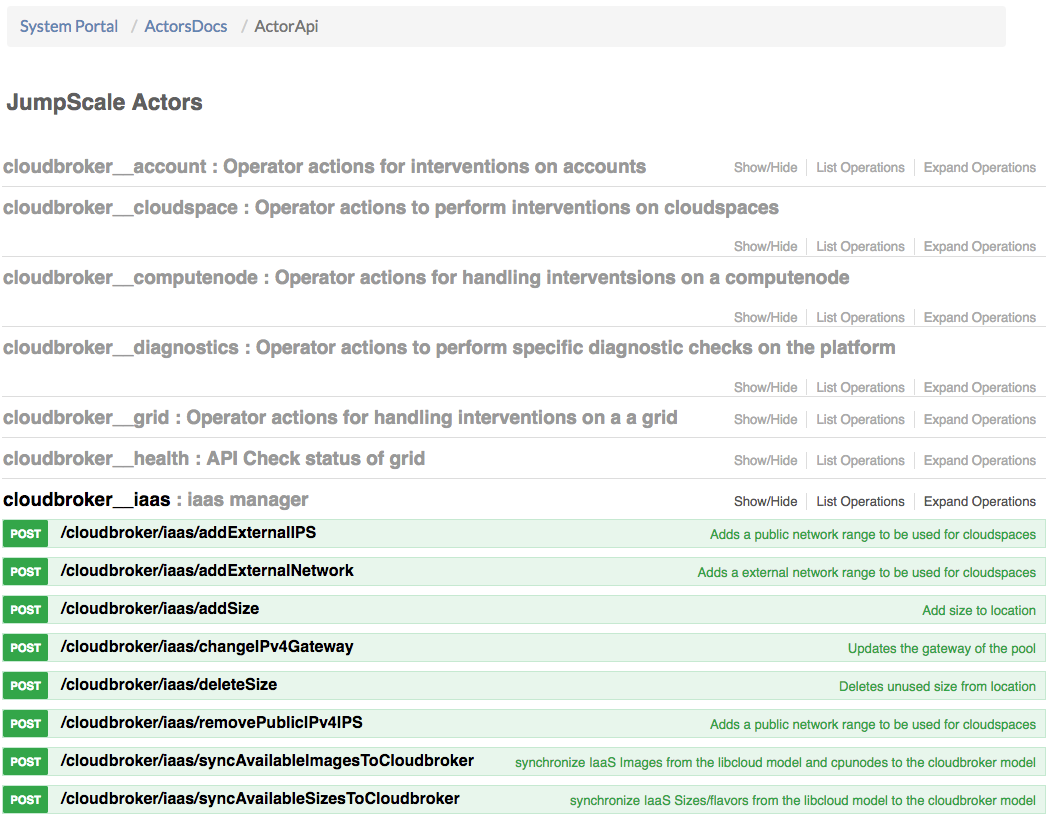 System Portal / ActorsDocs / ActorApi
JumpScale Actors
cloudbroker__account : Operator actions for interventions on accounts Show/Hide List Operations Expand Operations
cloudbroker__cloudspace : Operator actions to perform interventions on cloudspaces
Show/Hide List Operations Expand Operations
cloudbroker__computenode : Operator actions for handling interventsions on a computenode
Show/Hide List Operations Expand Operations
cloudbroker__diagnostics : Operator actions to perform specific diagnostic checks on the platform
Show/Hide List Operations Expand Operations
cloudbroker__grid : Operator actions for handling interventions on a a grid Show/Hide List Operations Expand Operations
cloudbroker__health : API Check status of grid Show/Hide List Operations Expand Operations
cloudbroker__iaas : iaas manager Show/Hide List Operations Expand Operations
POST /cloudbroker/iaas/addExternalIPS Adds a public network range to be used for cloudspaces
POST /cloudbroker/iaas/addExternalNetwork Adds a external network range to be used for cloudspaces
POST /cloudbroker/iaas/addSize Add size to location
POST /cloudbroker/iaas/changeIPv4Gateway Updates the gateway of the pool
POST /cloudbroker/iaas/deleteSize Deletes unused size from location
POST /cloudbroker/iaas/removePublicIPv4IPS Adds a public network range to be used for cloudspaces
POST /cloudbroker/iaas/syncAvailableImagesToCloudbroker synchronize IaaS Images from the libcloud model and cpunodes to the cloudbroker model
POST /cloudbroker/iaas/syncAvailableSizesToCloudbroker synchronize IaaS Sizes/flavors from the libcloud model to the cloudbroker model